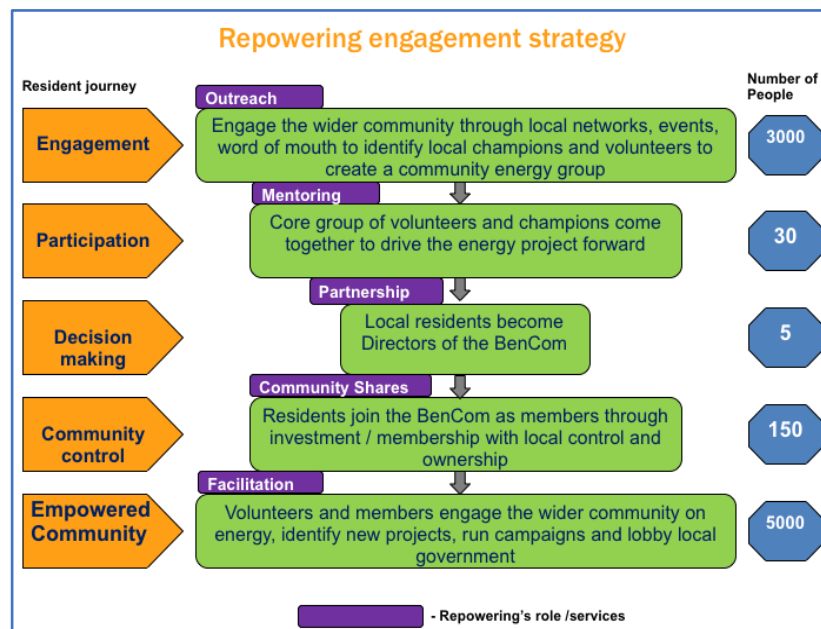 Repowering engagement strategy
Resident journey
Number of
People
Outreach
Engagement
Engage the wider community through local networks, events,
word of mouth to identify local champions and volunteers to
create a community energy group
3000
Mentoring
Participation
Core group of volunteers and champions come
together to drive the energy project forward
30
Partnership
Decision
making
Local residents become
Directors of the BenCom
5
Community Shares
Community
control
Residents join the BenCom as members through
investment / membership with local control and
ownership
150
Facilitation
Empowered
Community
Volunteers and members engage the wider community on
energy, identify new projects, run campaigns and lobby local
government
5000
- Repowering's role /services